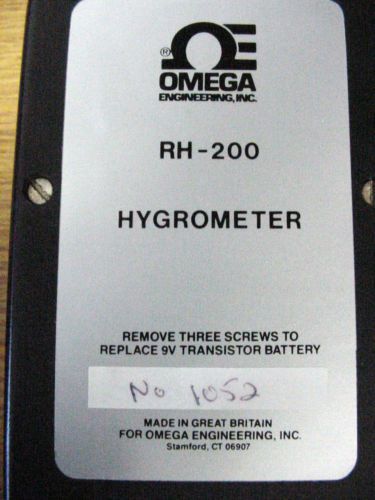 ® ΩE
OMEGA
ENGINEERING, INC.
RH-200
HYGROMETER
REMOVE THREE SCREWS TO
REPLACE 9V TRANSISTOR BATTERY
No 1052
MADE IN GREAT BRITAIN
FOR OMEGA ENGINEERING, INC.
Stamford, CT 06907